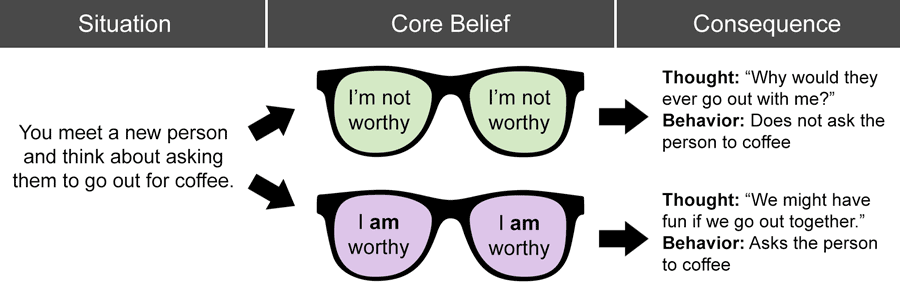 Situation
Core Belief
Consequence
You meet a new person
and think about asking
them to go out for coffee.
I'm not
worthy
I'm not
worthy
Thought: “Why would they
ever go out with me?”
Behavior: Does not ask the
person to coffee
I am
worthy
I am
worthy
Thought: “We might have
fun if we go out together.”
Behavior: Asks the person
to coffee